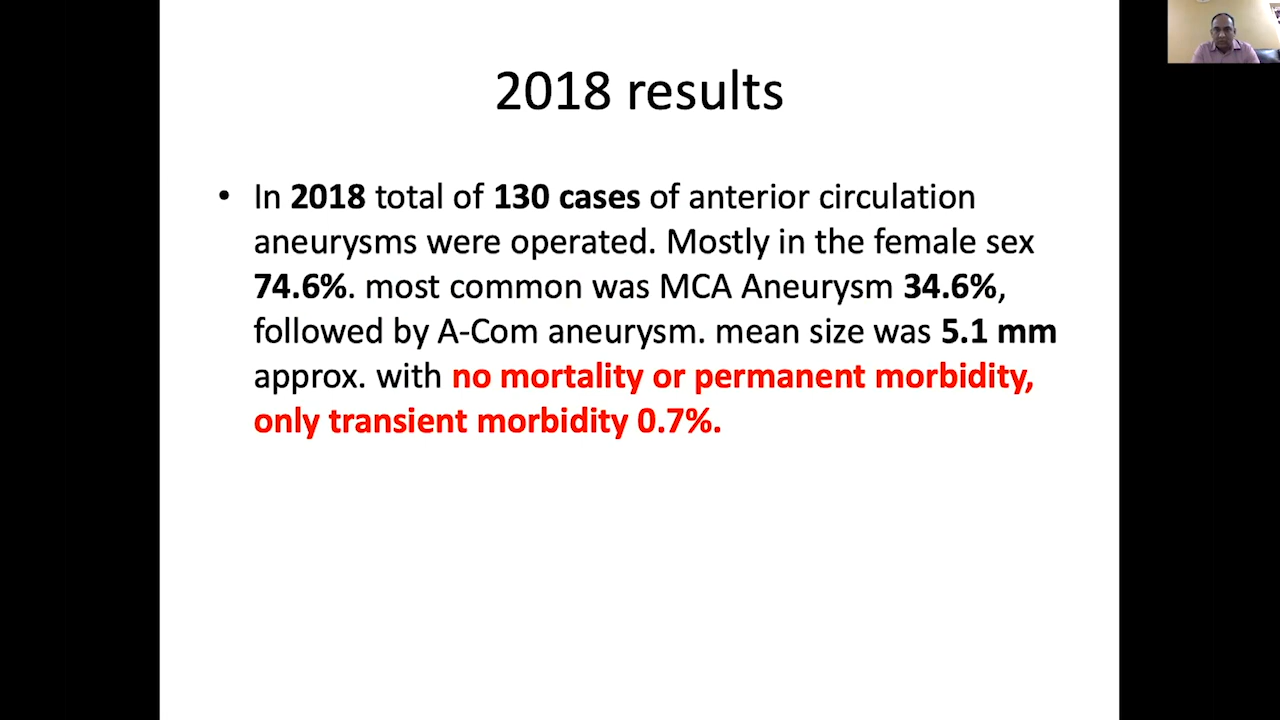 2018 results
• In 2018 total of 130 cases of anterior circulation
aneurysms were operated. Mostly in the female sex
74.6%. most common was MCA Aneurysm 34.6%,
followed by A-Com aneurysm. mean size was 5.1 mm
approx. with no mortality or permanent morbidity,
only transient morbidity 0.7%.